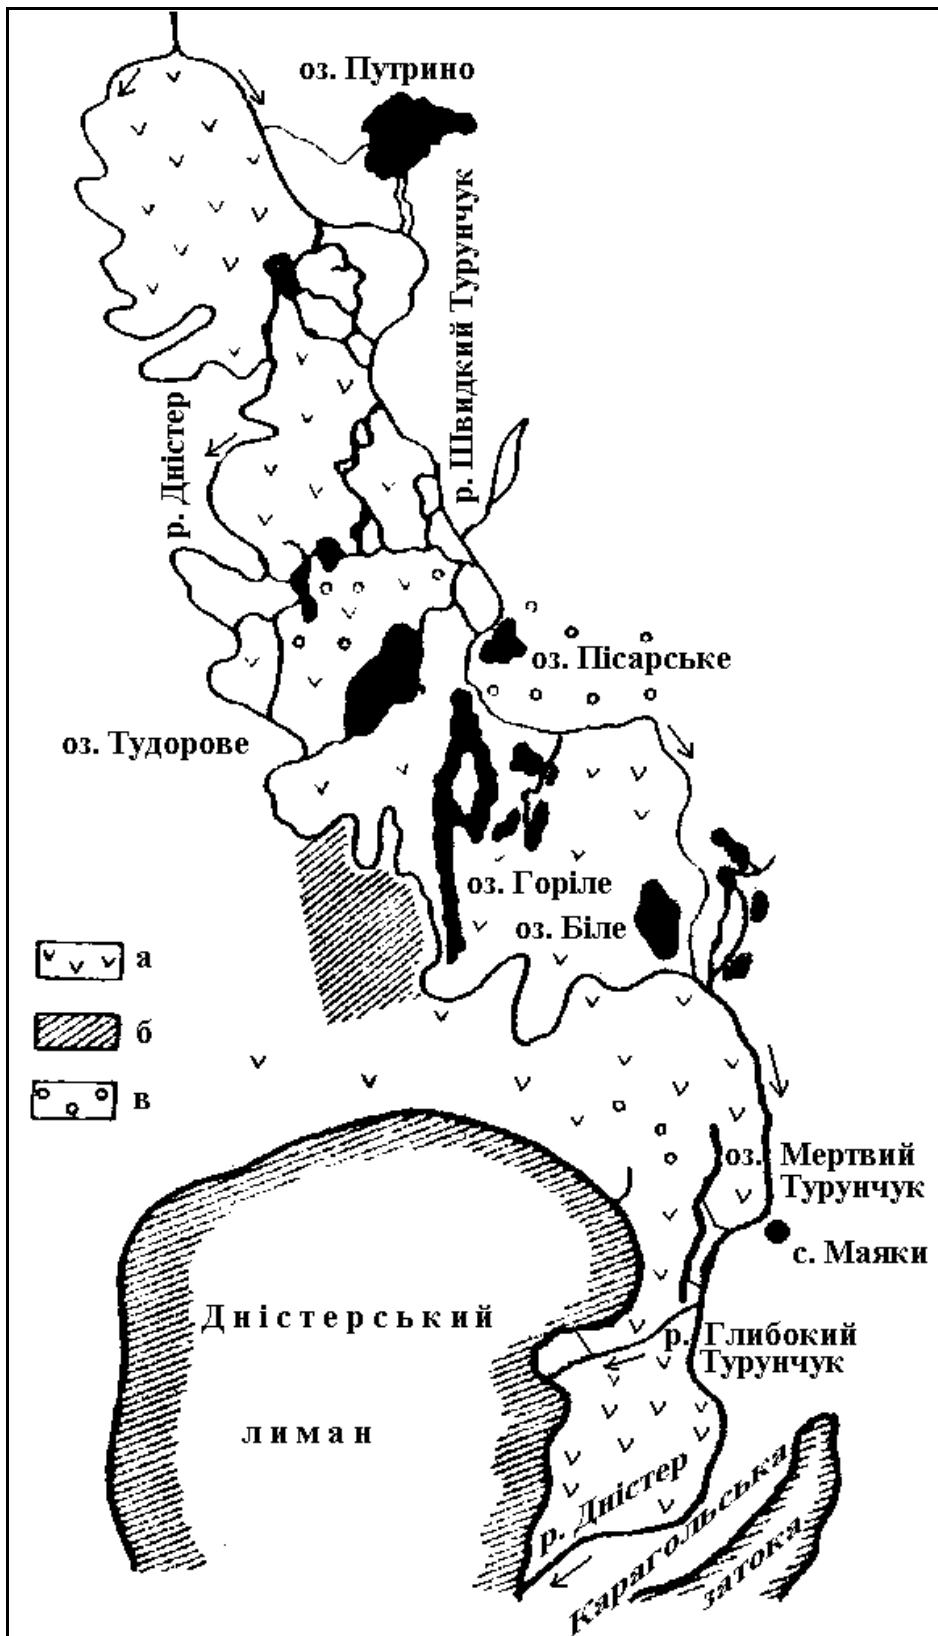 оз. Путрино
р. Швидкий Турунчук
р. Дністер
оз. Пісарське
оз. Тудорове
оз. Горіле
оз. Біле
а
б
в
оз. Мертвий
Турунчук
с. Маяки
Дністерський
лиман
р. Глибокий
Турунчук
р. Дністер
Карагольська
затока